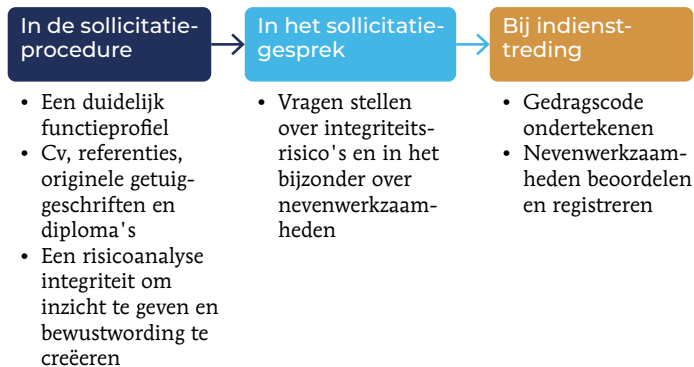 In de sollicitatie-
procedure
In het sollicitatie-
gesprek
Bij indienst-
treding
• Een duidelijk
functieprofiel
• Cv, referenties,
originele getuig-
geschriften en
diploma's
• Een risicoanalyse
integriteit om
inzicht te geven en
bewustwording te
creëeren
• Vragen stellen
over integriteits-
risico's en in het
bijzonder over
nevenwerkzaam-
heden
• Gedragscode
ondertekenen
• Nevenwerkzaam-
heden beoordelen
en registreren